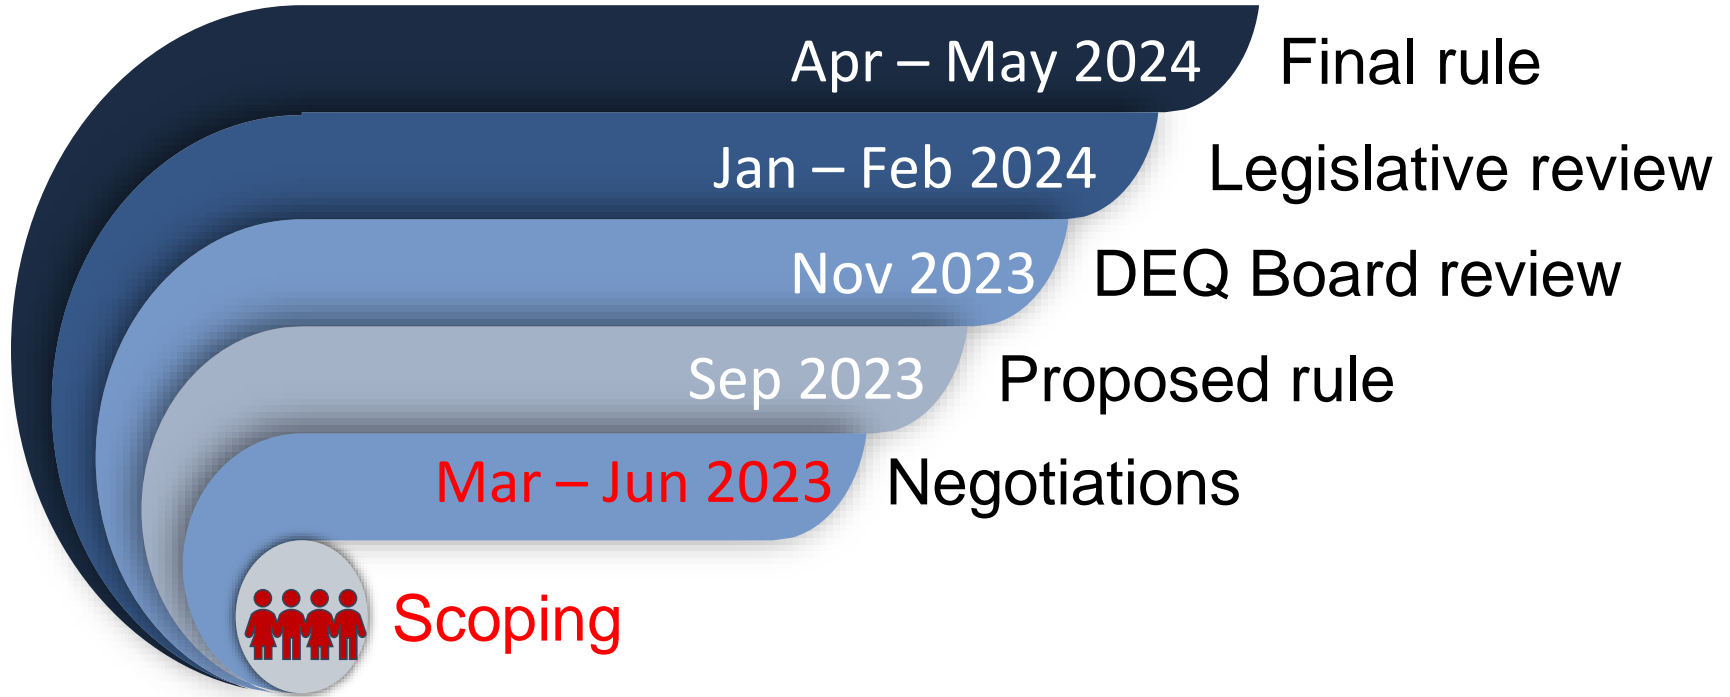 Apr – May 2024 Final rule
Jan – Feb 2024 Legislative review
Nov 2023 DEQ Board review
Sep 2023 Proposed rule
Mar – Jun 2023 Negotiations
Scoping